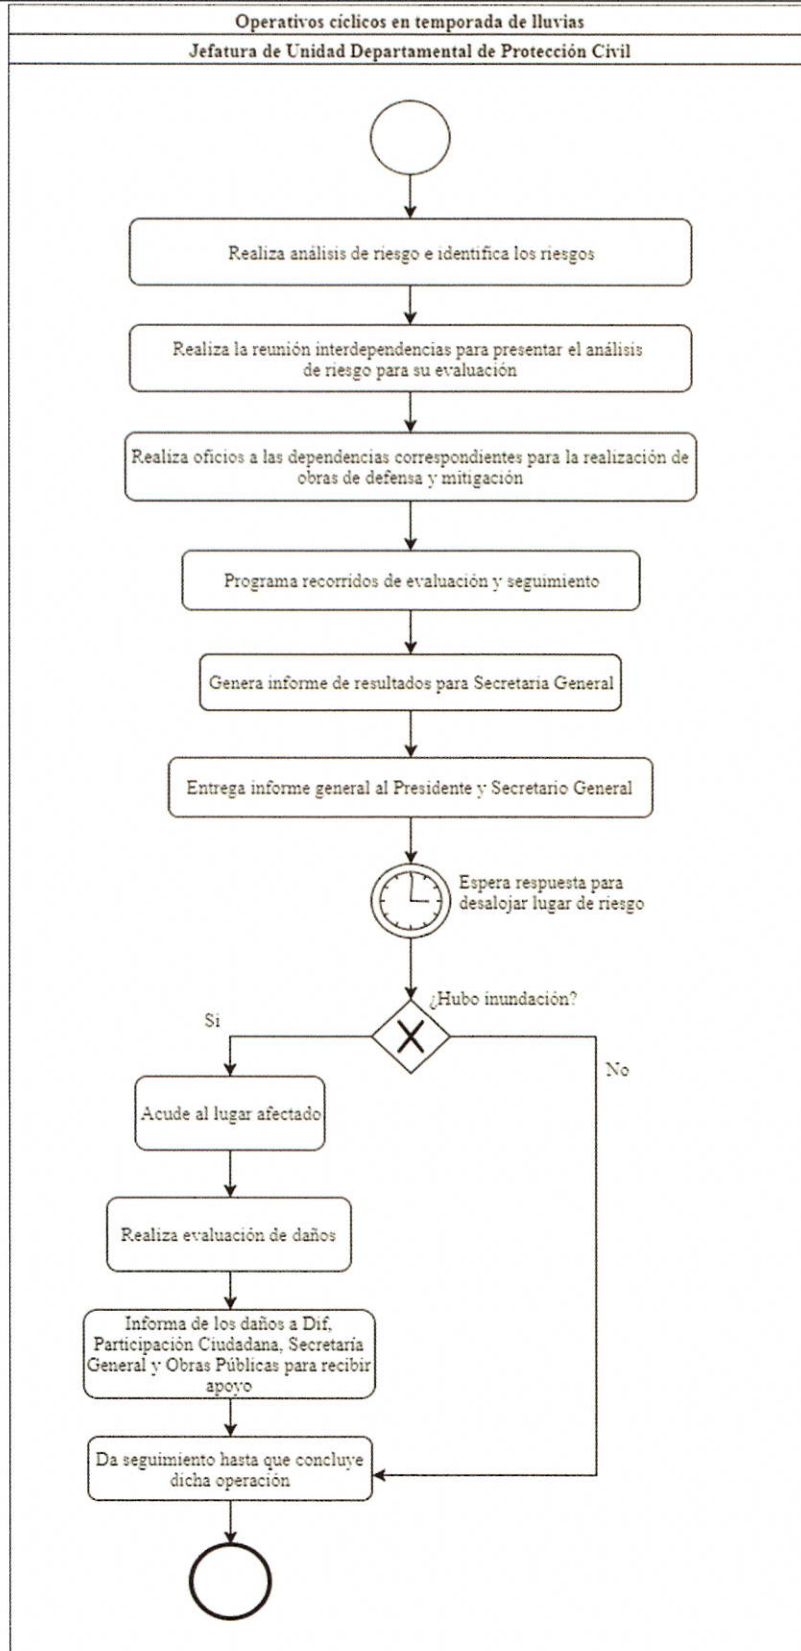 Operativos cíclicos en temporada de lluvias
Jefatura de Unidad Departamental de Protección Civil
Realiza análisis de riesgo e identifica los riesgos
Realiza la reunión interdependencias para presentar el análisis
de riesgo para su evaluación
Realiza oficios a las dependencias correspondientes para la realización de
obras de defensa y mitigación
Programa recorridos de evaluación y seguimiento
Genera informe de resultados para Secretaria General
Entrega informe general al Presidente y Secretario General
Espera respuesta para
desalojar lugar de riesgo
¿Hubo inundación?
Si
No
Acude al lugar afectado
Realiza evaluación de daños
Informa de los daños a Dif,
Participación Ciudadana, Secretaría
General y Obras Públicas para recibir
apoyo
Da seguimiento hasta que concluye
dicha operación